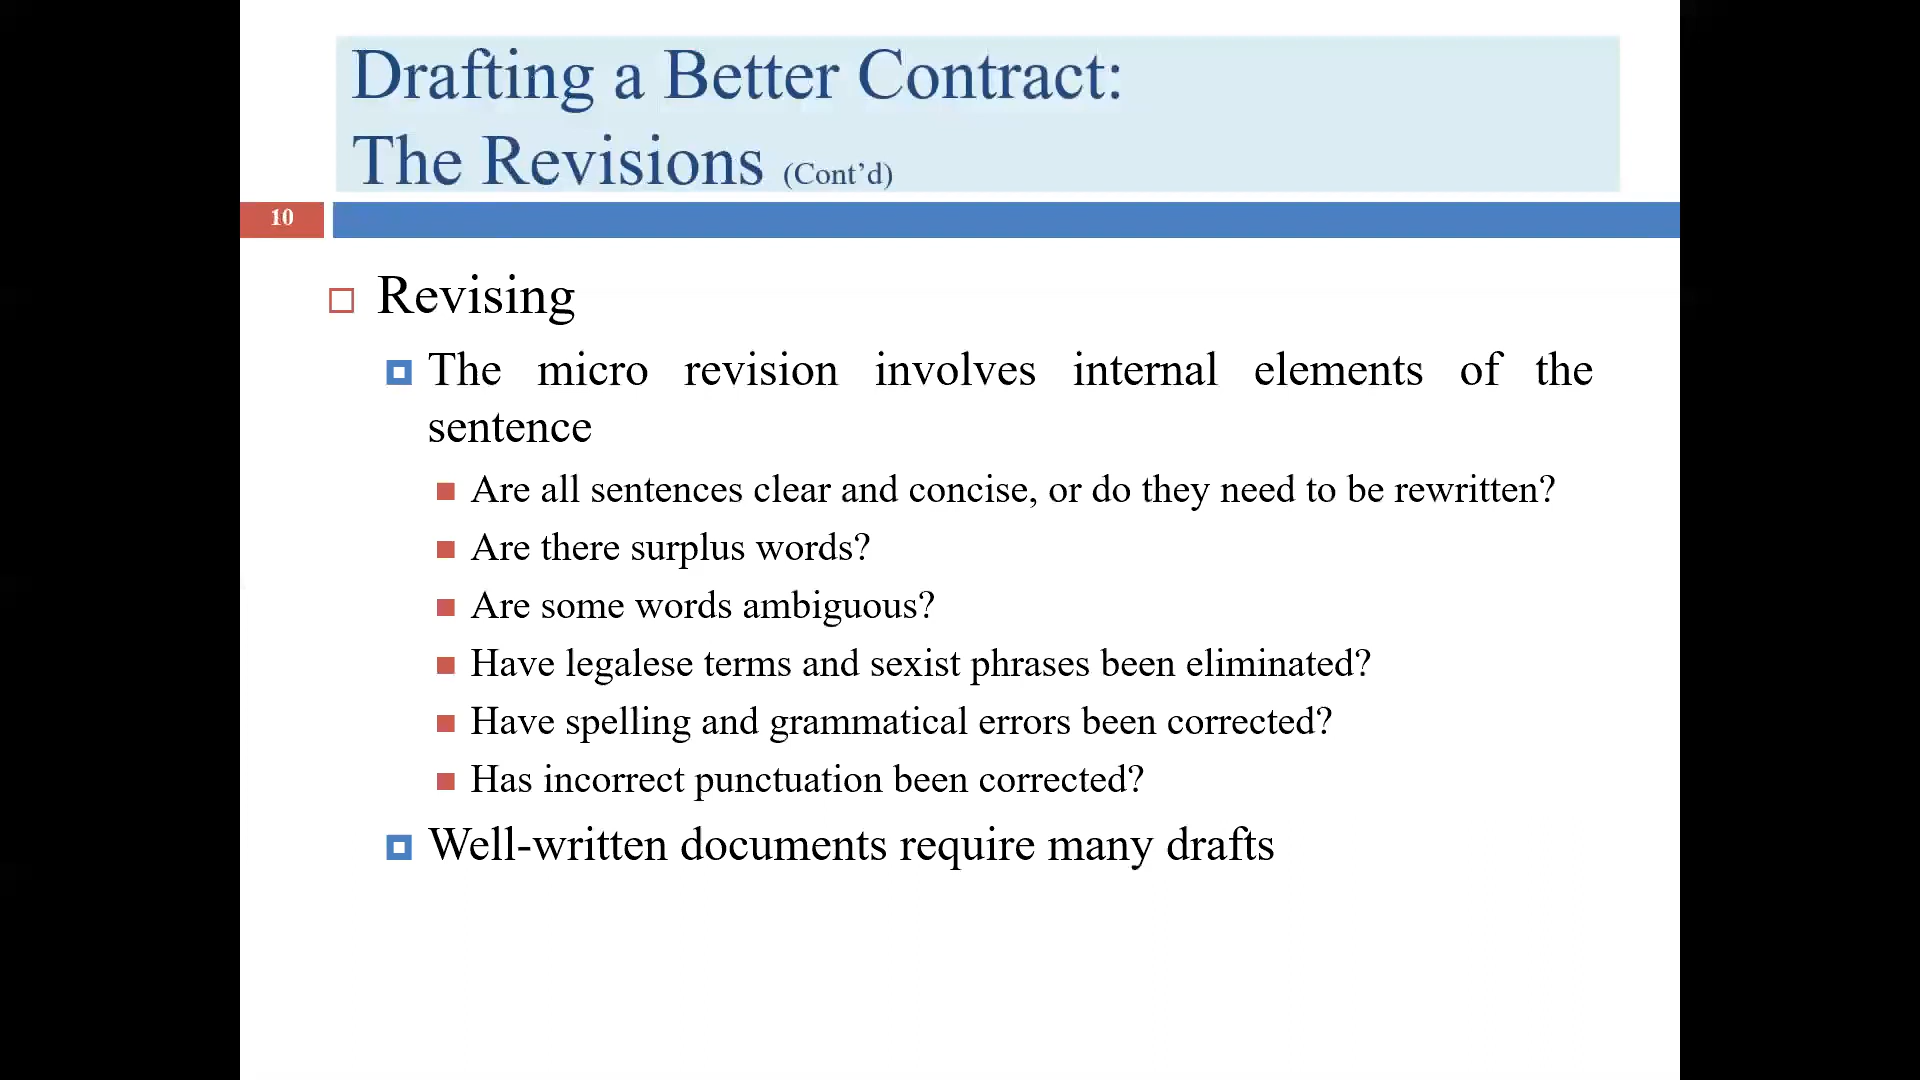 Drafting a Better Contract:
The Revisions (Cont’d)
10
Revising
The micro revision involves internal elements of the
sentence
Are all sentences clear and concise, or do they need to be rewritten?
Are there surplus words?
Are some words ambiguous?
Have legalese terms and sexist phrases been eliminated?
Have spelling and grammatical errors been corrected?
Has incorrect punctuation been corrected?
Well-written documents require many drafts